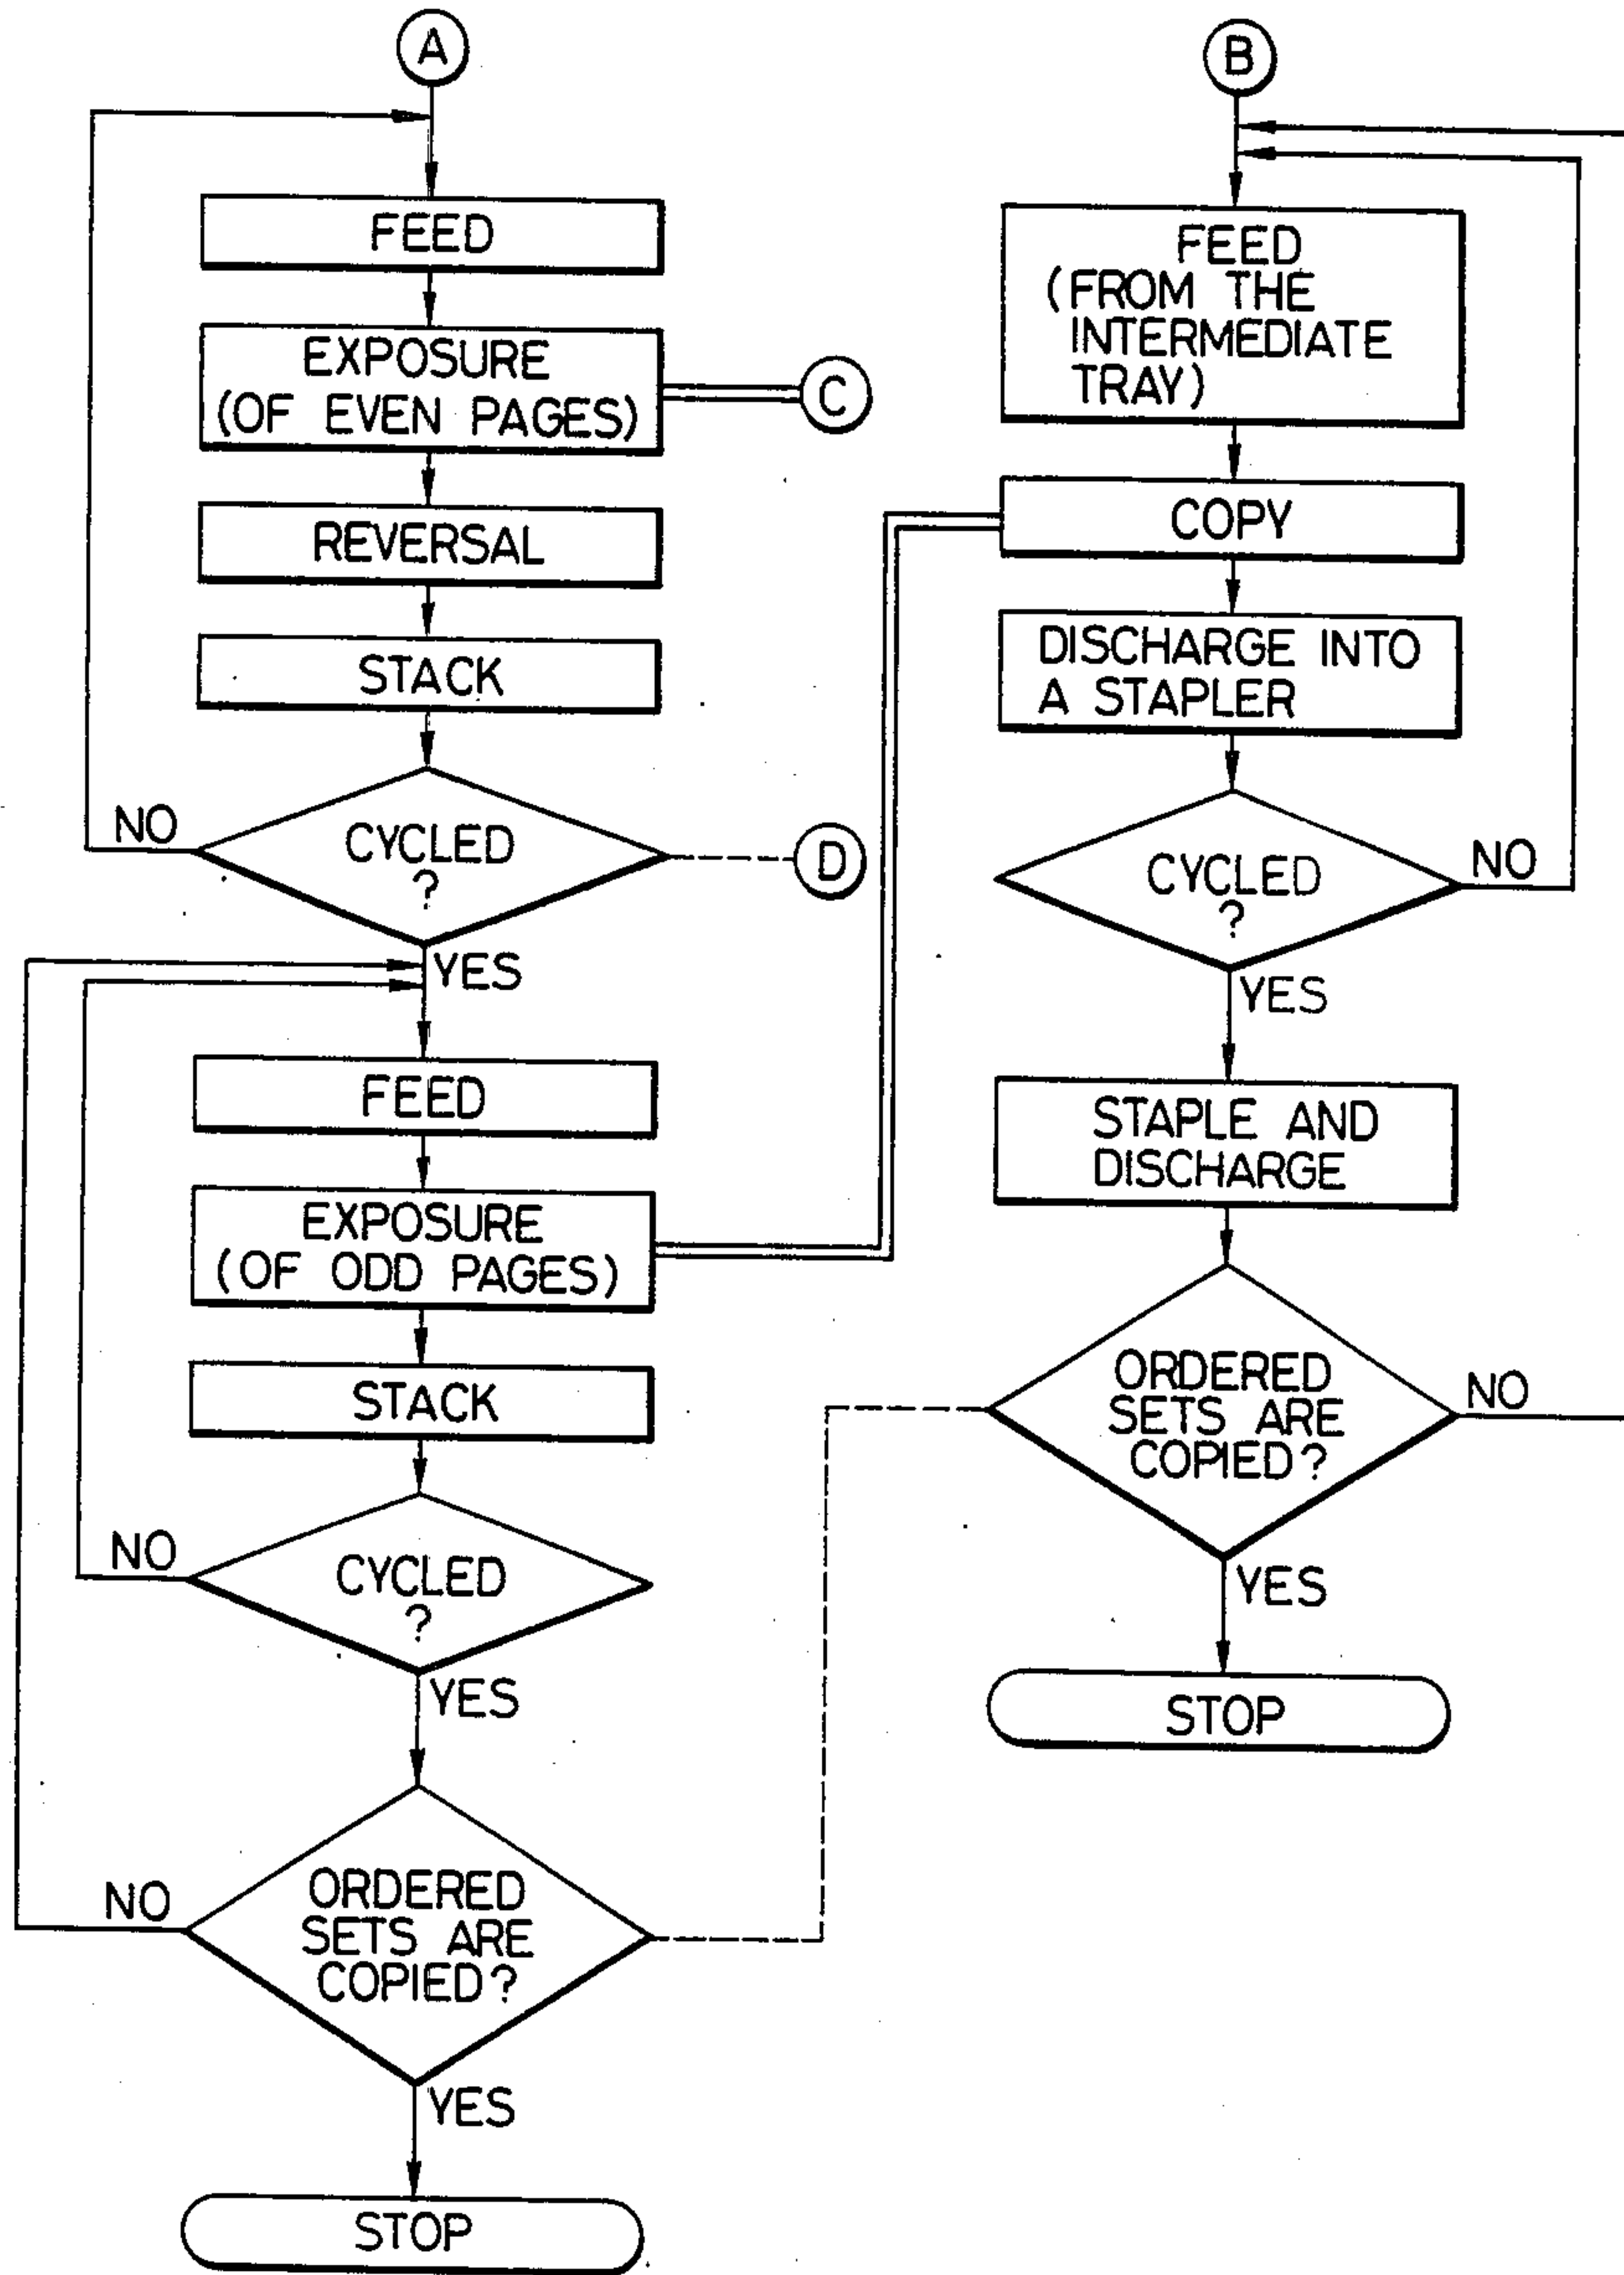 A
FEED
EXPOSURE
(OF EVEN PAGES)
C
REVERSAL
STACK
NO
CYCLED
?
D
YES
FEED
EXPOSURE
(OF ODD PAGES)
STACK
NO
CYCLED
?
YES
NO
ORDERED
SETS ARE
COPIED?
YES
STOP
B
FEED
(FROM THE
INTERMEDIATE
TRAY)
COPY
DISCHARGE INTO
A STAPLER
CYCLED
?
NO
YES
STAPLE AND
DISCHARGE
ORDERED
SETS ARE
COPIED?
NO
YES
STOP